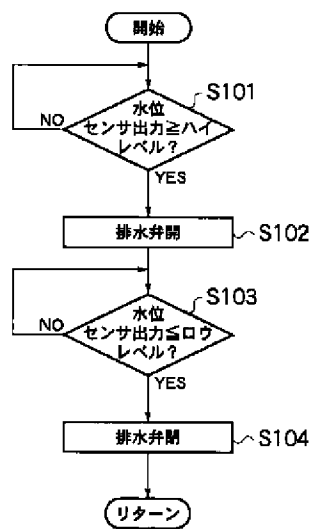 開始
水位
センサ出力≧ハイ
レベル?
S101
NO
YES
排水弁開
S102
水位
センサ出力≦ロウ
レベル?
S103
NO
YES
排水弁閉
S104
リターン